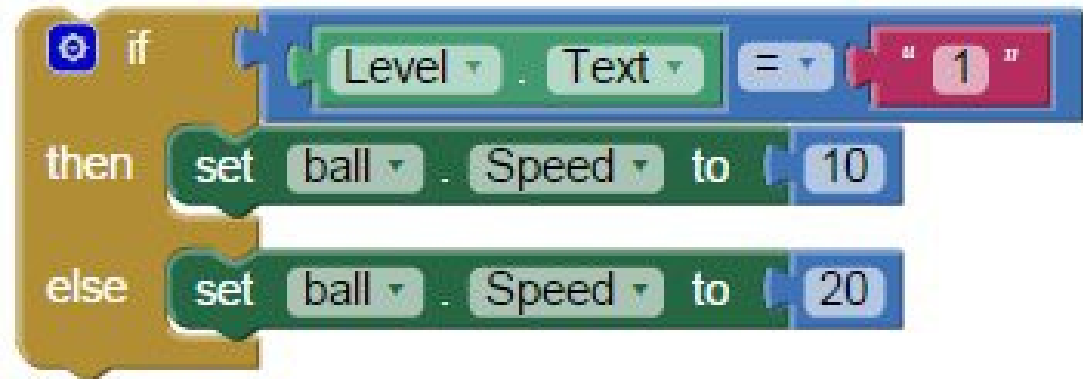 if Level . Text = " 1 "
then set ball . Speed to 10
else set ball . Speed to 20